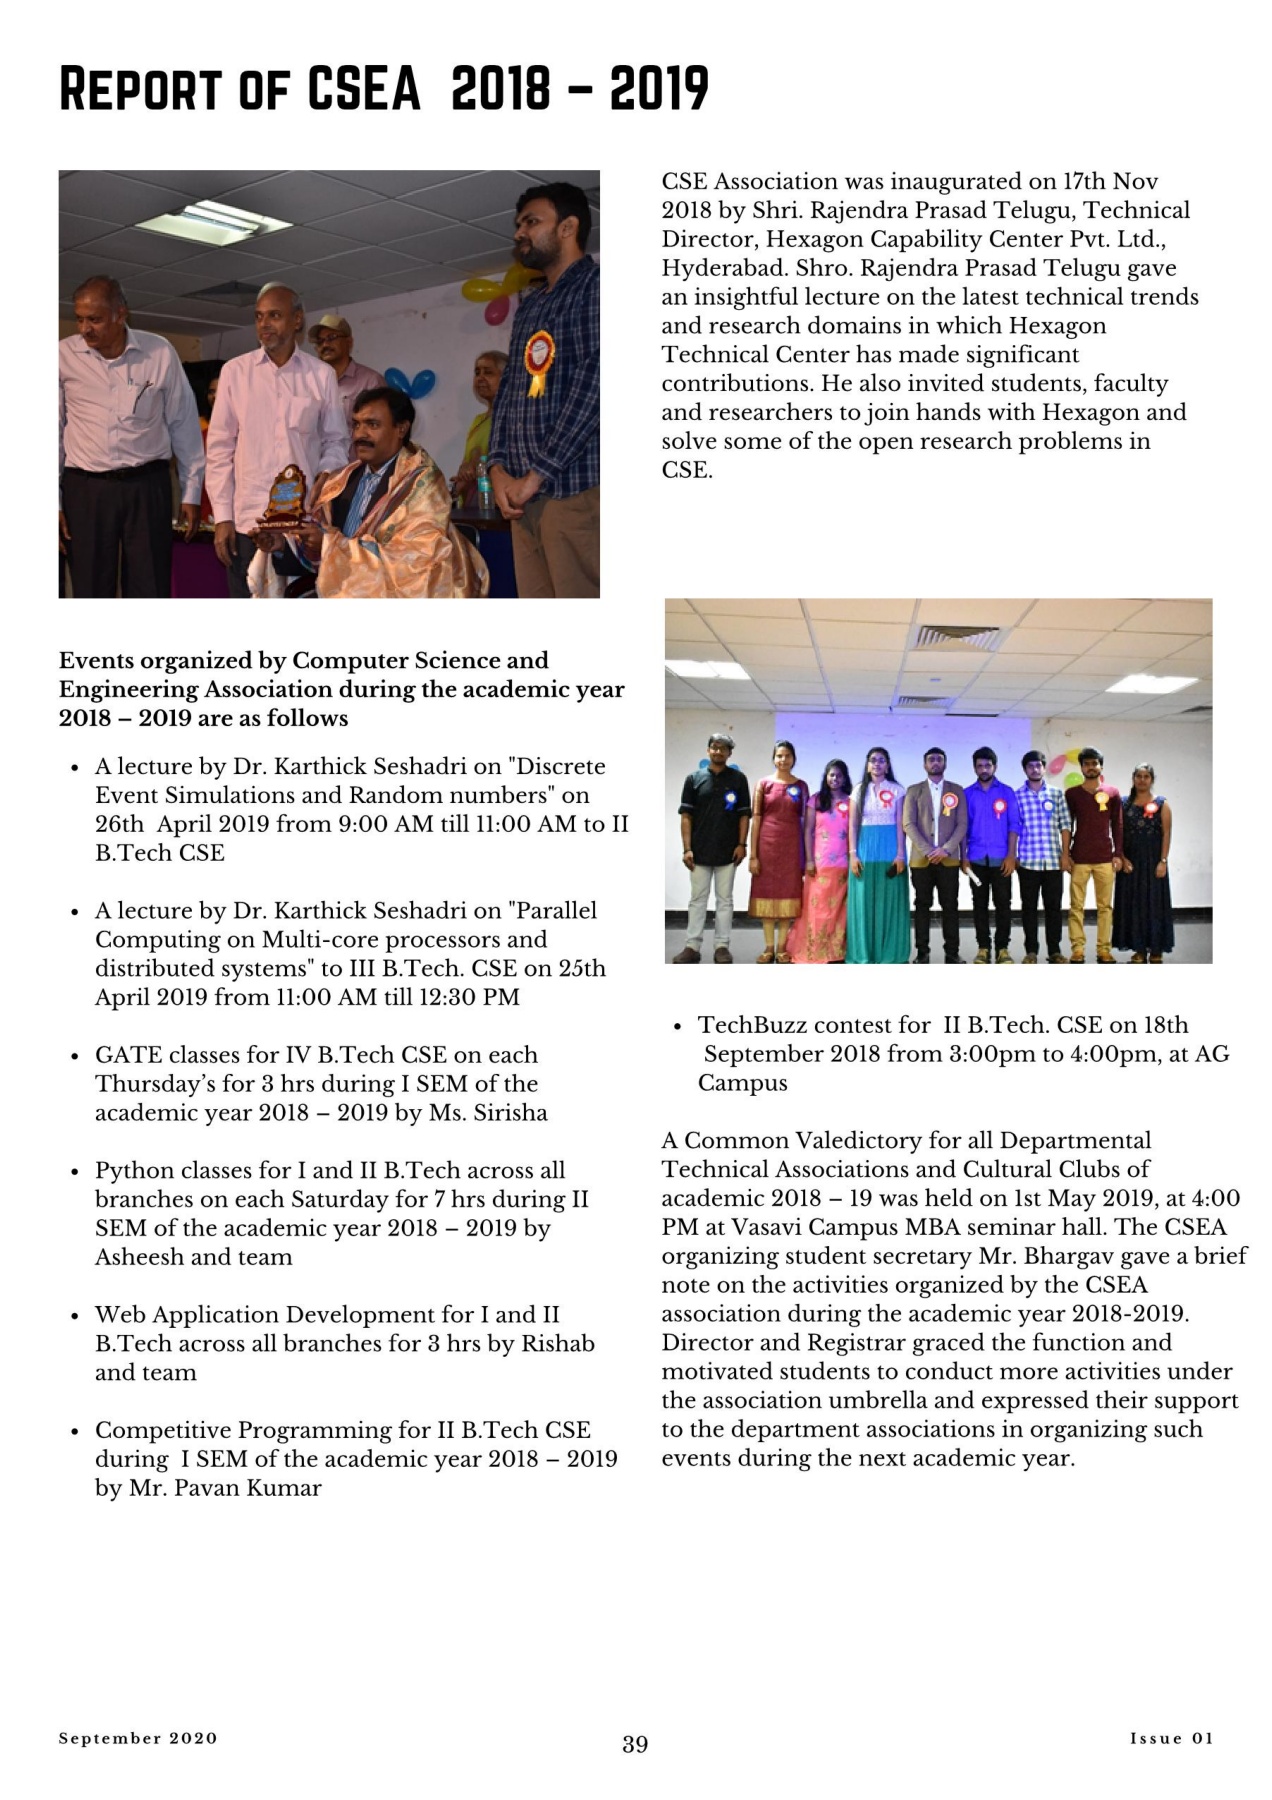 Report of CSEA 2018 – 2019
CSE Association was inaugurated on 17th Nov
2018 by Shri. Rajendra Prasad Telugu, Technical
Director, Hexagon Capability Center Pvt. Ltd.,
Hyderabad. Shro. Rajendra Prasad Telugu gave
an insightful lecture on the latest technical trends
and research domains in which Hexagon
Technical Center has made significant
contributions. He also invited students, faculty
and researchers to join hands with Hexagon and
solve some of the open research problems in
CSE.
Events organized by Computer Science and
Engineering Association during the academic year
2018 – 2019 are as follows
• A lecture by Dr. Karthick Seshadri on "Discrete
Event Simulations and Random numbers" on
26th April 2019 from 9:00 AM till 11:00 AM to II
B.Tech CSE
• A lecture by Dr. Karthick Seshadri on "Parallel
Computing on Multi-core processors and
distributed systems" to III B.Tech. CSE on 25th
April 2019 from 11:00 AM till 12:30 PM
• GATE classes for IV B.Tech CSE on each
Thursday’s for 3 hrs during I SEM of the
academic year 2018 – 2019 by Ms. Sirisha
• Python classes for I and II B.Tech across all
branches on each Saturday for 7 hrs during II
SEM of the academic year 2018 – 2019 by
Asheesh and team
• Web Application Development for I and II
B.Tech across all branches for 3 hrs by Rishab
and team
• Competitive Programming for II B.Tech CSE
during I SEM of the academic year 2018 – 2019
by Mr. Pavan Kumar
• TechBuzz contest for II B.Tech. CSE on 18th
September 2018 from 3:00pm to 4:00pm, at AG
Campus
A Common Valedictory for all Departmental
Technical Associations and Cultural Clubs of
academic 2018 – 19 was held on 1st May 2019, at 4:00
PM at Vasavi Campus MBA seminar hall. The CSEA
organizing student secretary Mr. Bhargav gave a brief
note on the activities organized by the CSEA
association during the academic year 2018-2019.
Director and Registrar graced the function and
motivated students to conduct more activities under
the association umbrella and expressed their support
to the department associations in organizing such
events during the next academic year.
September 2020
39
Issue 01